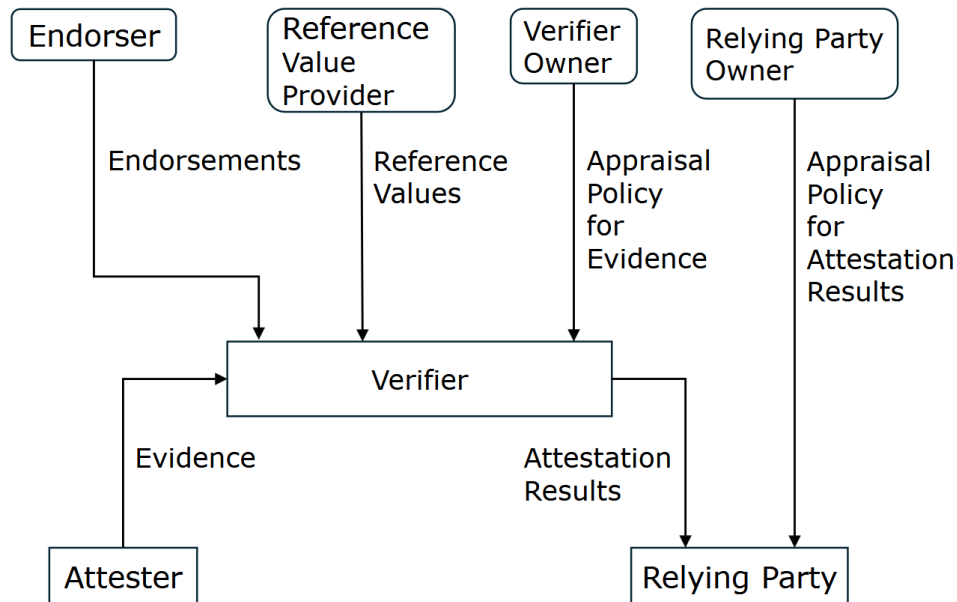 Endorser
Reference
Value
Provider
Verifier
Owner
Relying Party
Owner
Endorsements
Reference
Values
Appraisal
Policy
for
Evidence
Appraisal
Policy
for
Attestation
Results
Verifier
Evidence
Attestation
Results
Attester
Relying Party